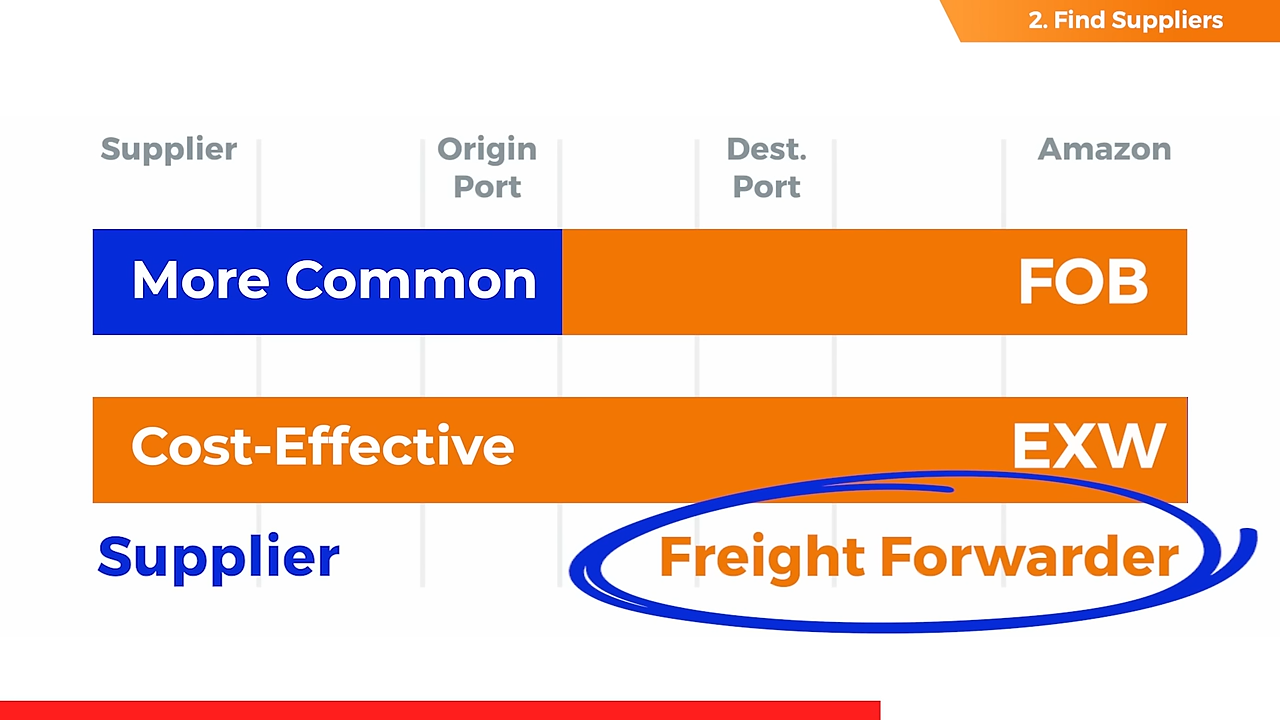 2. Find Suppliers
Supplier
Origin
Port
Dest.
Port
Amazon
More Common
FOB
Cost-Effective
EXW
Supplier
Freight Forwarder